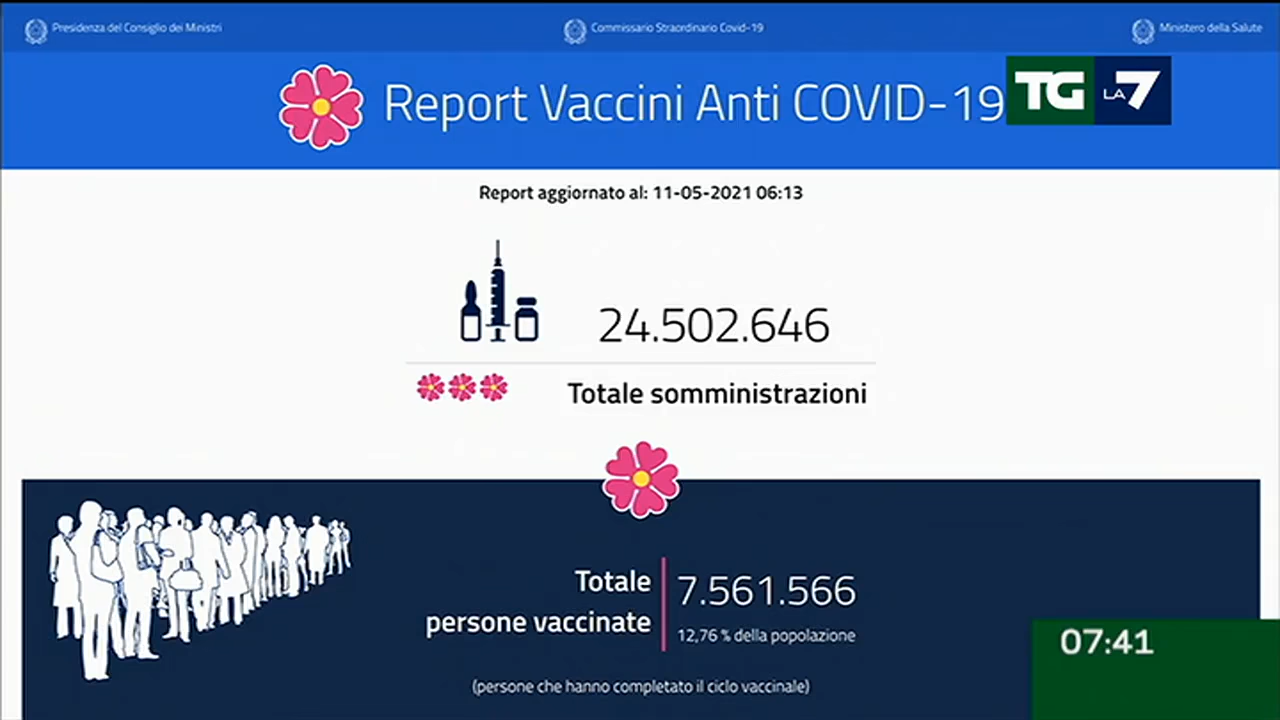 Presidenza del Consiglio dei Ministri
Commissario Straordinario Covid-19
Ministero della Salute
Report Vaccini Anti COVID-19
TG LA7
Report aggiornato al: 11-05-2021 06:13
24.502.646
Totale somministrazioni
Totale
persone vaccinate
7.561.566
12,76 % della popolazione
(persone che hanno completato il ciclo vaccinale)
07:41